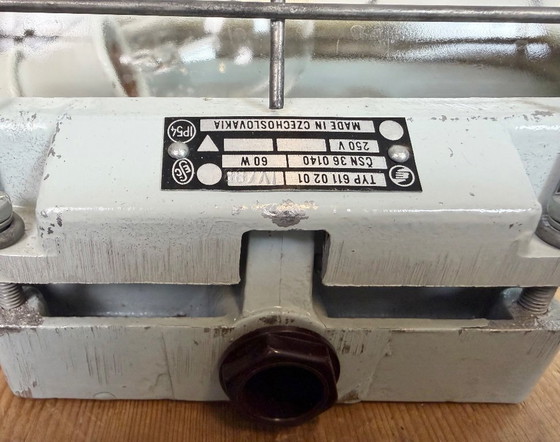 TYP 611 02 01
ČSN 36 0140 60 W
250 V
MADE IN CZECHOSLOVAKIA IP54